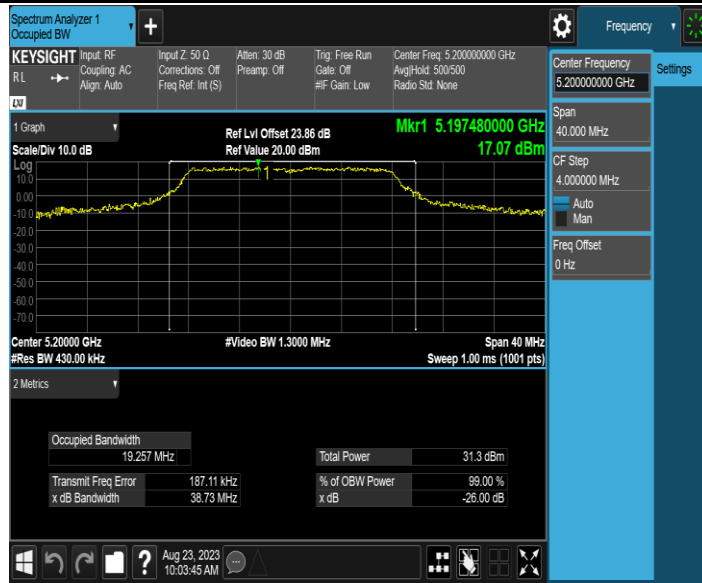 Spectrum Analyzer 1
Occupied BW
Frequency
KEYSIGHT
R L
LXI
Input: RF
Coupling: AC
Align: Auto
Input Z: 50 Ω
Corrections: Off
Freq Ref: Int (S)
Atten: 30 dB
Preamp: Off
Trig: Free Run
Gate: Off
#IF Gain: Low
Center Freq: 5.200000000 GHz
Avg|Hold: 500/500
Radio Std: None
Center Frequency
5.200000000 GHz
Settings
Span
40.000 MHz
CF Step
4.000000 MHz
Auto
Man
Freq Offset
0 Hz
1 Graph
Scale/Div 10.0 dB
Ref Lvl Offset 23.86 dB
Ref Value 20.00 dBm
Mkr1 5.197480000 GHz
17.07 dBm
Log
10.0
0.00
-10.0
-20.0
-30.0
-40.0
-50.0
-60.0
-70.0
1
Center 5.20000 GHz
#Video BW 1.3000 MHz
Span 40 MHz
#Res BW 430.00 kHz
Sweep 1.00 ms (1001 pts)
2 Metrics
Occupied Bandwidth
19.257 MHz
Total Power 31.3 dBm
Transmit Freq Error 187.11 kHz
% of OBW Power 99.00 %
x dB Bandwidth 38.73 MHz
x dB -26.00 dB
?
Aug 23, 2023
10:03:45 AM